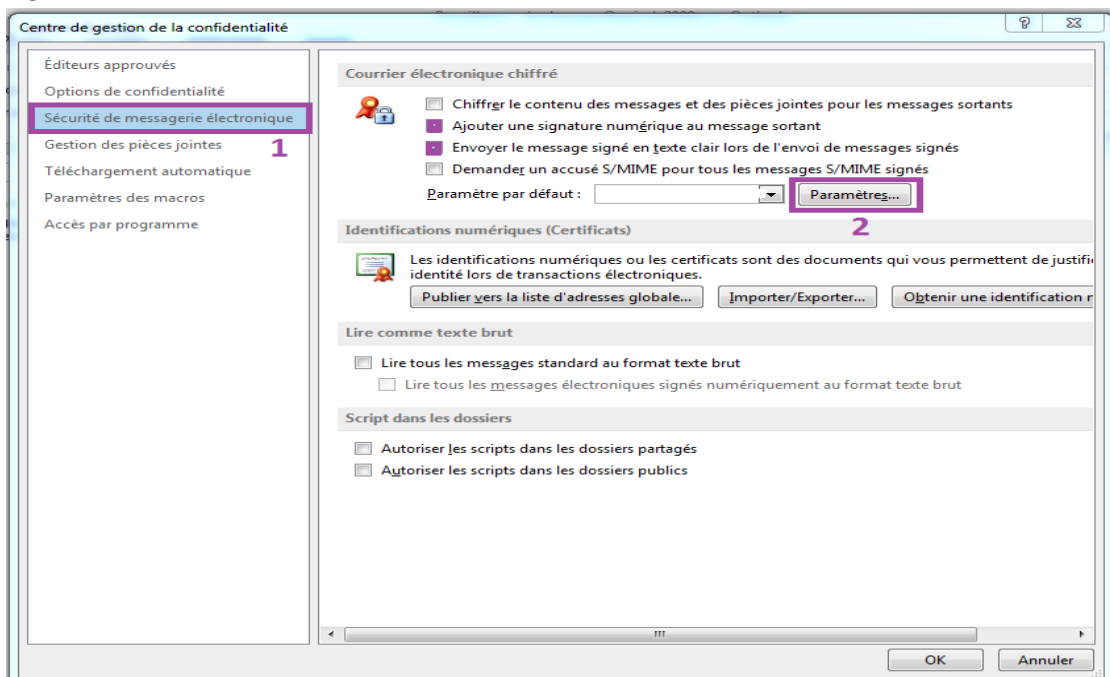 Centre de gestion de la confidentialité
Éditeurs approuvés
Options de confidentialité
Sécurité de messagerie électronique
1
Gestion des pièces jointes
Téléchargement automatique
Paramètres des macros
Accès par programme
Courrier électronique chiffré
Chiffrer le contenu des messages et des pièces jointes pour les messages sortants
Ajouter une signature numérique au message sortant
Envoyer le message signé en texte clair lors de l'envoi de messages signés
Demander un accusé S/MIME pour tous les messages S/MIME signés
Paramètre par défaut :
Paramètres...
2
Identifications numériques (Certificats)
Les identifications numériques ou les certificats sont des documents qui vous permettent de justifi
identité lors de transactions électroniques.
Publier vers la liste d'adresses globale...
Importer/Exporter...
Obtenir une identification n
Lire comme texte brut
Lire tous les messages standard au format texte brut
Lire tous les messages électroniques signés numériquement au format texte brut
Script dans les dossiers
Autoriser les scripts dans les dossiers partagés
Autoriser les scripts dans les dossiers publics
OK
Annuler